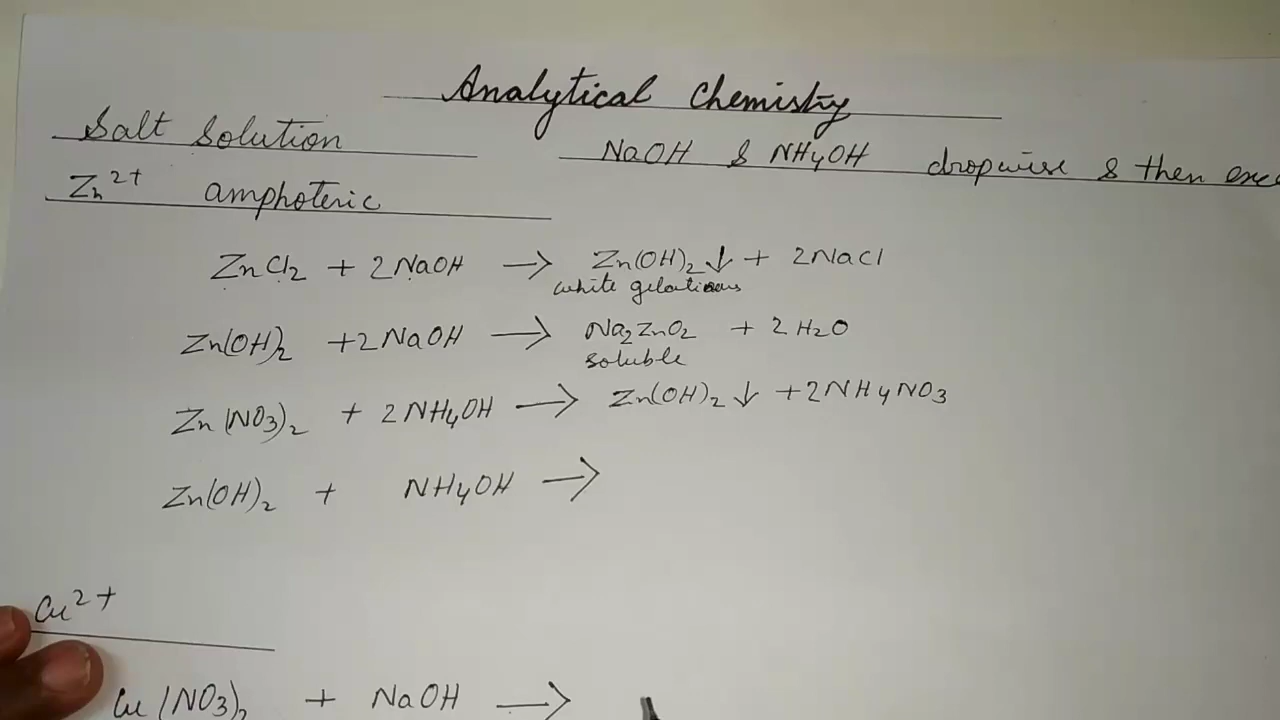 Analytical Chemistry
Salt Solution NaOH & NH4OH dropwise & then exce
Zn2+ amphoteric
ZnCl2 + 2NaOH → Zn(OH)2↓ + 2NaCl
white gelatinous
Zn(OH)2 + 2NaOH → Na2ZnO2 + 2H2O
soluble
Zn(NO3)2 + 2NH4OH → Zn(OH)2↓ + 2NH4NO3
Zn(OH)2 + NH4OH →
Cu2+
Cu(NO3)2 + NaOH →